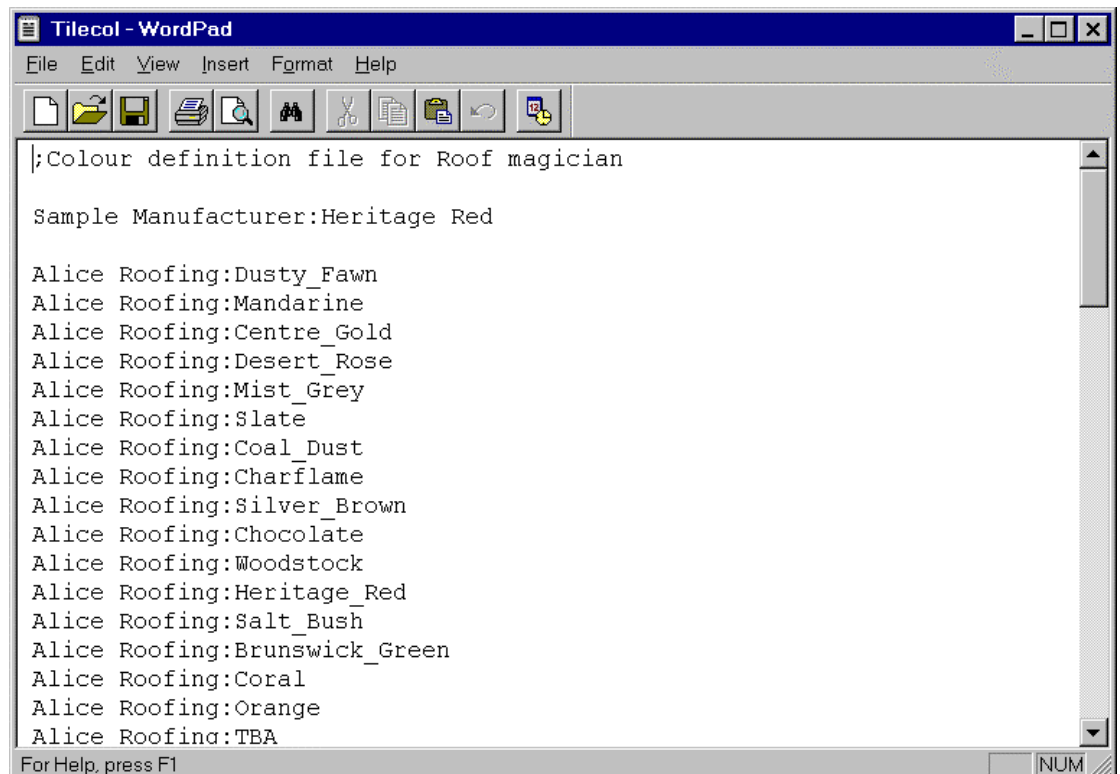 Tilecol - WordPad
File Edit View Insert Format Help
12
;Colour definition file for Roof magician
Sample Manufacturer:Heritage Red
Alice Roofing:Dusty_Fawn
Alice Roofing:Mandarine
Alice Roofing:Centre_Gold
Alice Roofing:Desert_Rose
Alice Roofing:Mist_Grey
Alice Roofing:Slate
Alice Roofing:Coal_Dust
Alice Roofing:Charflame
Alice Roofing:Silver_Brown
Alice Roofing:Chocolate
Alice Roofing:Woodstock
Alice Roofing:Heritage_Red
Alice Roofing:Salt_Bush
Alice Roofing:Brunswick_Green
Alice Roofing:Coral
Alice Roofing:Orange
Alice Roofing:TBA
For Help, press F1
NUM